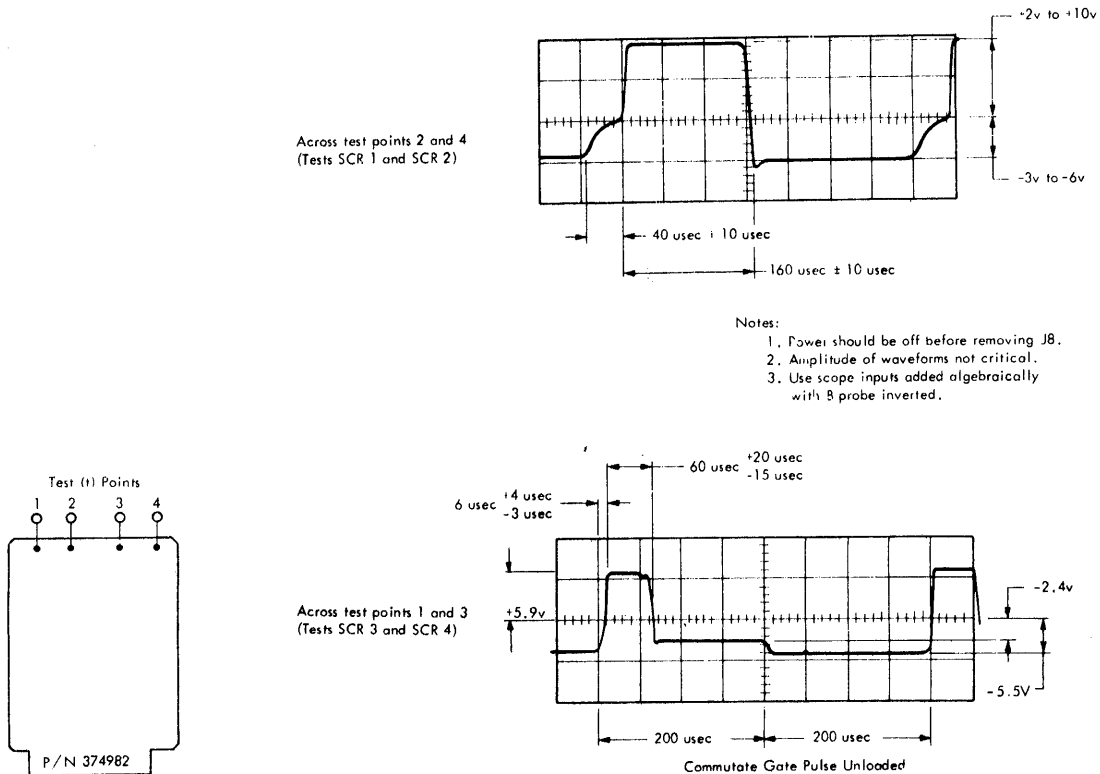 +2v to +10v
Across test points 2 and 4
(Tests SCR 1 and SCR 2)
-3v to -6v
40 usec ± 10 usec
160 usec ± 10 usec
Notes:
1. Power should be off before removing J8.
2. Amplitude of waveforms not critical.
3. Use scope inputs added algebraically
with B probe inverted.
60 usec +20 usec
-15 usec
6 usec +4 usec
-3 usec
Test (t) Points
1 2 3 4
Across test points 1 and 3
(Tests SCR 3 and SCR 4)
+5.9v
-2.4v
-5.5V
200 usec 200 usec
P/N 374982
Commutate Gate Pulse Unloaded